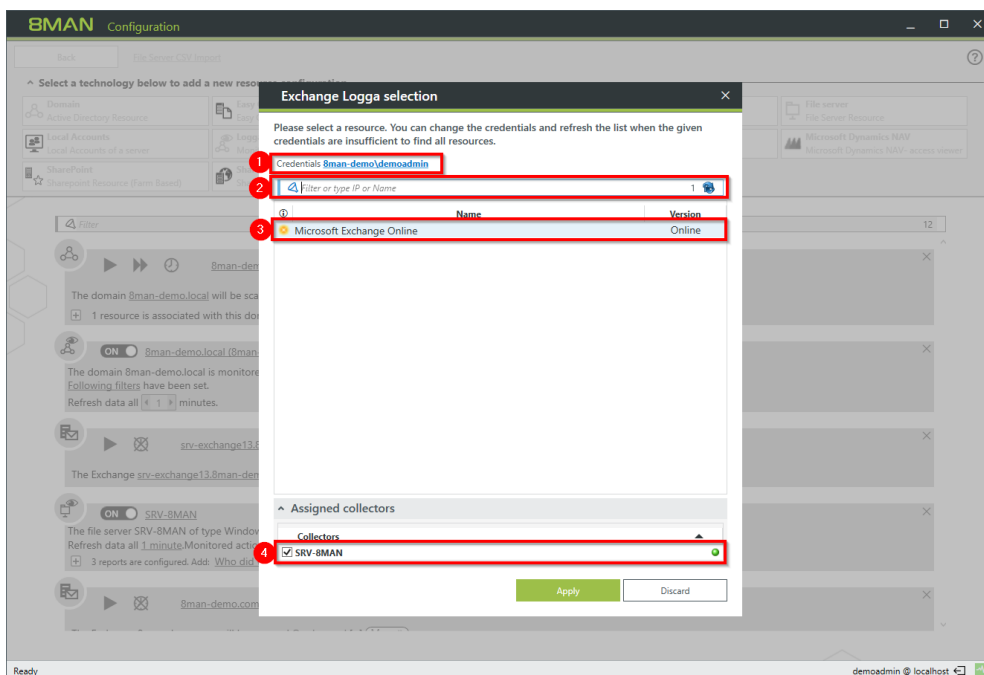 8MAN Configuration
Back File Server CSV Import
Select a technology below to add a new resource configuration
Domain
Active Directory Resource
Local Accounts
Local Accounts of a server
SharePoint
Sharepoint Resource (Farm Based)
File server
File Server Resource
Microsoft Dynamics NAV
Microsoft Dynamics NAV- access viewer
Filter 12
8man-dem
The domain 8man-demo.local will be sca
1 resource is associated with this do
ON 8man-demo.local (8man-
The domain 8man-demo.local is monitore
Following filters have been set.
Refresh data all 1 minutes.
srv-exchange13.8
The Exchange srv-exchange13.8man-den
ON SRV-8MAN
The file server SRV-8MAN of type Window
Refresh data all 1 minute.Monitored actio
3 reports are configured. Add: Who did
8man-demo.com
Exchange Logga selection
Please select a resource. You can change the credentials and refresh the list when the given
credentials are insufficient to find all resources.
1 Credentials 8man-demo\demoadmin
2 Filter or type IP or Name 1
Name Version
3 Microsoft Exchange Online Online
Assigned collectors
Collectors
4 SRV-8MAN
Apply Discard
Ready demoadmin @ localhost